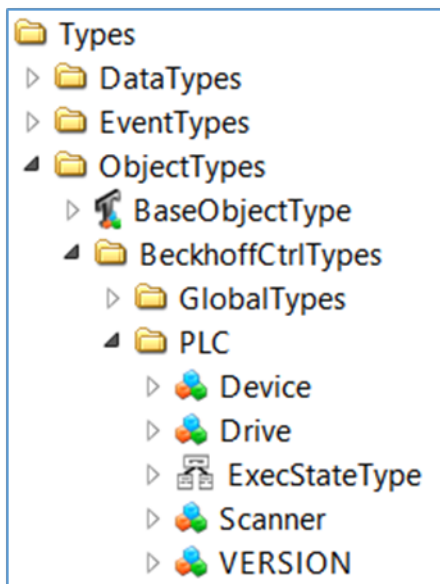 Types
DataTypes
EventTypes
ObjectTypes
BaseObjectType
BeckhoffCtrlTypes
GlobalTypes
PLC
Device
Drive
ExecStateType
Scanner
VERSION